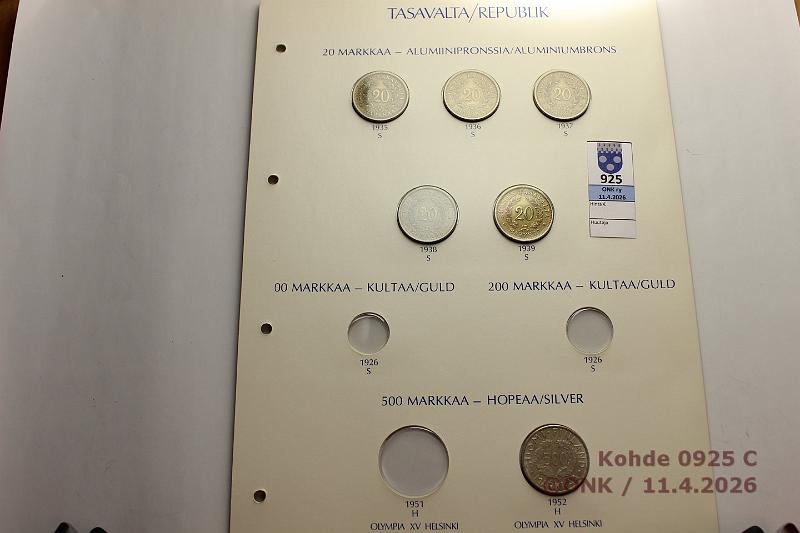 TASAVALTA/REPUBLIK
20 MARKKAA – ALUMIINIPRONSSIA/ALUMINIUMBRONS
20 20 20
1935 1936 1937
S S S
925
ONK ry
11.4.2026
Hinta €
Huutaja
20 20
1938 1939
S S
00 MARKKAA – KULTAA/GULD 200 MARKKAA – KULTAA/GULD
1926 1926
S S
500 MARKKAA – HOPEAA/SILVER
500
1951 1952
H H
OLYMPIA XV HELSINKI OLYMPIA XV HELSINKI
Kohde 0925 C
ONK / 11.4.2026